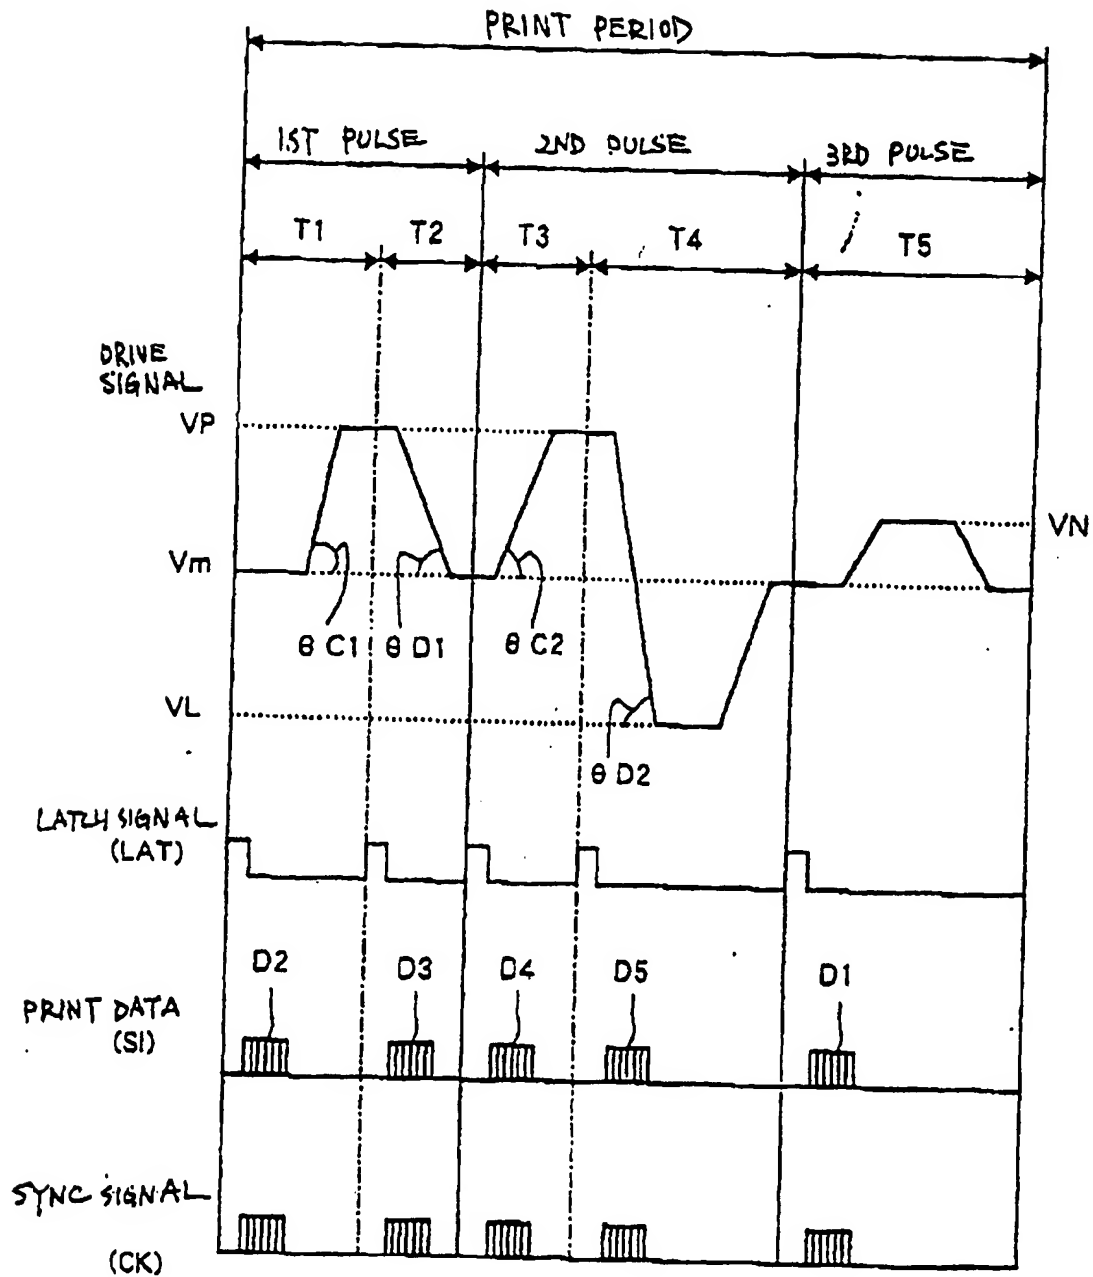 PRINT PERIOD
1ST PULSE 2ND PULSE 3RD PULSE
T1 T2 T3 T4 T5
DRIVE
SIGNAL
VP
VN
Vm
θ C1 θ D1 θ C2
VL
θ D2
LATCH SIGNAL
(LAT)
D2 D3 D4 D5 D1
PRINT DATA
(SI)
SYNC SIGNAL
(CK)